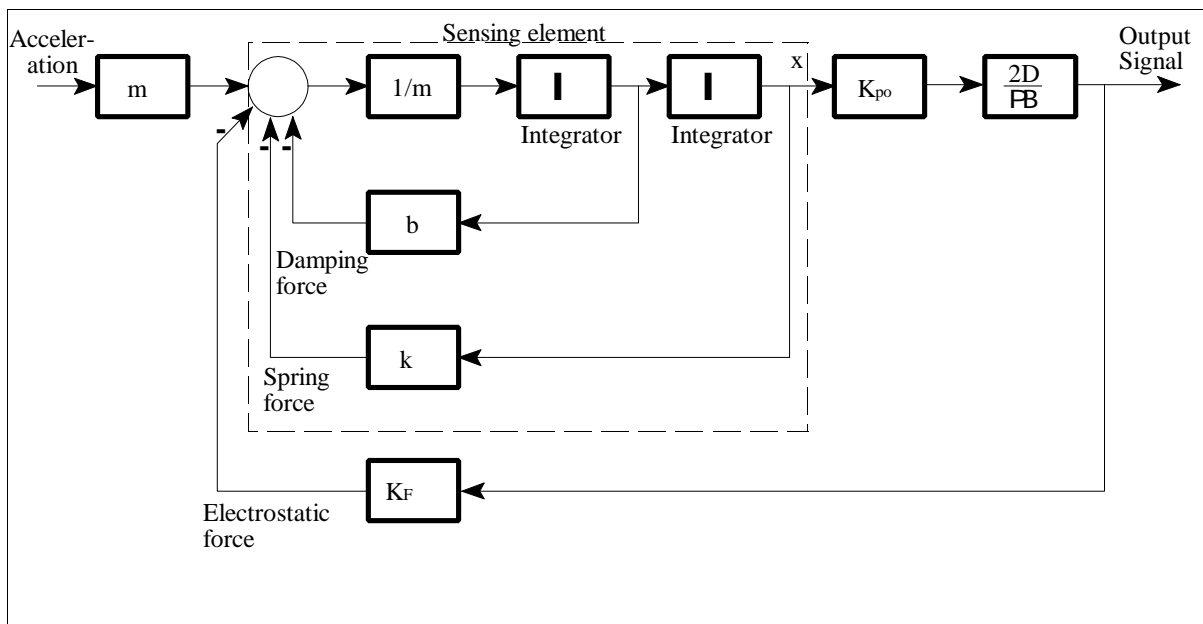 Sensing element
Acceler-
ation
m
1/m
I
I
x
Kpo
2D
PB
Output
Signal
Integrator
Integrator
-
-
-
b
Damping
force
k
Spring
force
KF
Electrostatic
force